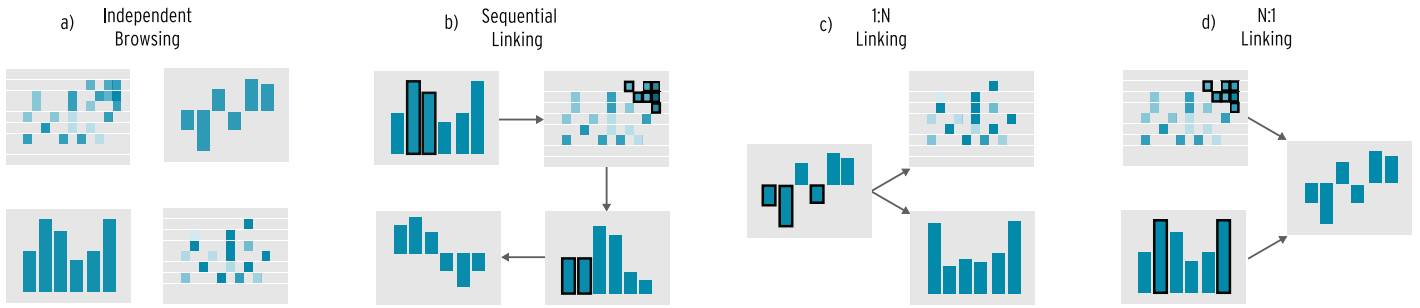 a) Independent
Browsing
b) Sequential
Linking
c) 1:N
Linking
d) N:1
Linking